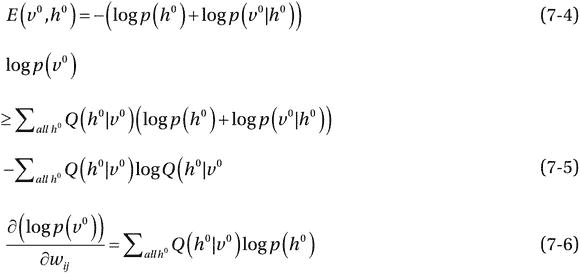 E(v⁰,h⁰)=−(log p(h⁰)+log p(v⁰|h⁰)) (7-4)
log p(v⁰)
≥∑_{all h⁰} Q(h⁰|v⁰)(log p(h⁰)+log p(v⁰|h⁰))
−∑_{all h⁰} Q(h⁰|v⁰)log Q(h⁰|v⁰ (7-5)
∂(log p(v⁰))/∂w_{ij} = ∑_{all h⁰} Q(h⁰|v⁰)log p(h⁰) (7-6)